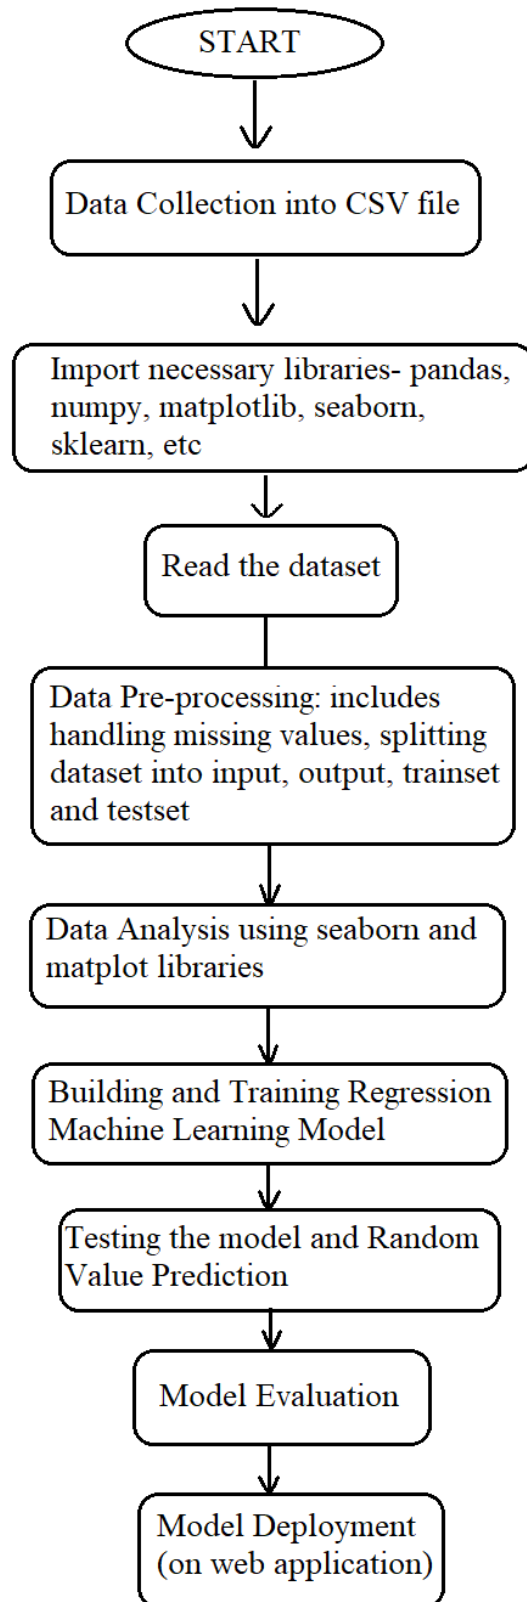 START
Data Collection into CSV file
Import necessary libraries- pandas,
numpy, matplotlib, seaborn,
sklearn, etc
Read the dataset
Data Pre-processing: includes
handling missing values, splitting
dataset into input, output, trainset
and testset
Data Analysis using seaborn and
matplot libraries
Building and Training Regression
Machine Learning Model
Testing the model and Random
Value Prediction
Model Evaluation
Model Deployment
(on web application)